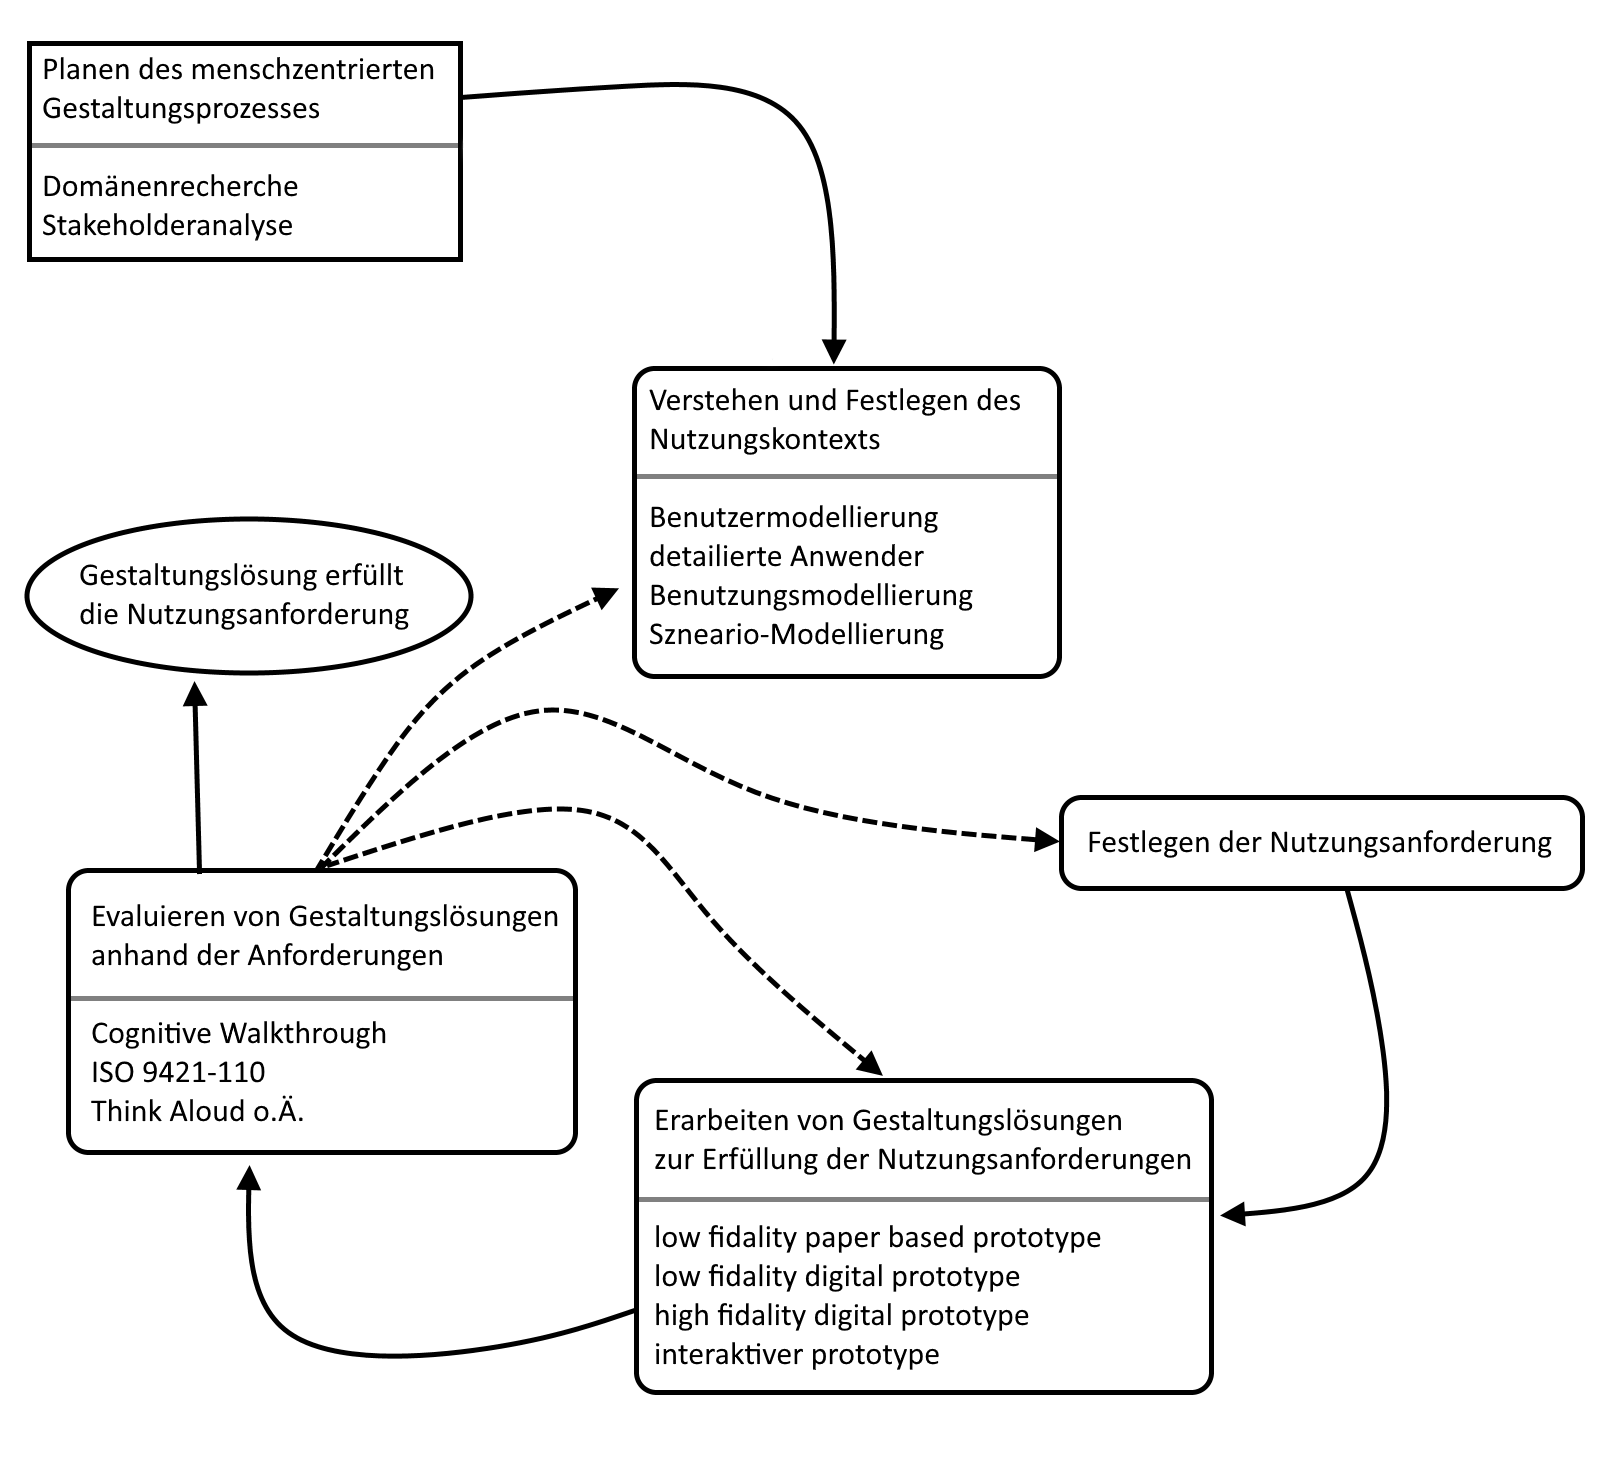 Planen des menschzentrierten
Gestaltungsprozesses
Domänenrecherche
Stakeholderanalyse
Verstehen und Festlegen des
Nutzungskontexts
Benutzermodellierung
detailierte Anwender
Benutzungsmodellierung
Szneario-Modellierung
Gestaltungslösung erfüllt
die Nutzungsanforderung
Festlegen der Nutzungsanforderung
Evaluieren von Gestaltungslösungen
anhand der Anforderungen
Cognitive Walkthrough
ISO 9421-110
Think Aloud o.Ä.
Erarbeiten von Gestaltungslösungen
zur Erfüllung der Nutzungsanforderungen
low fidality paper based prototype
low fidality digital prototype
high fidality digital prototype
interaktiver prototype